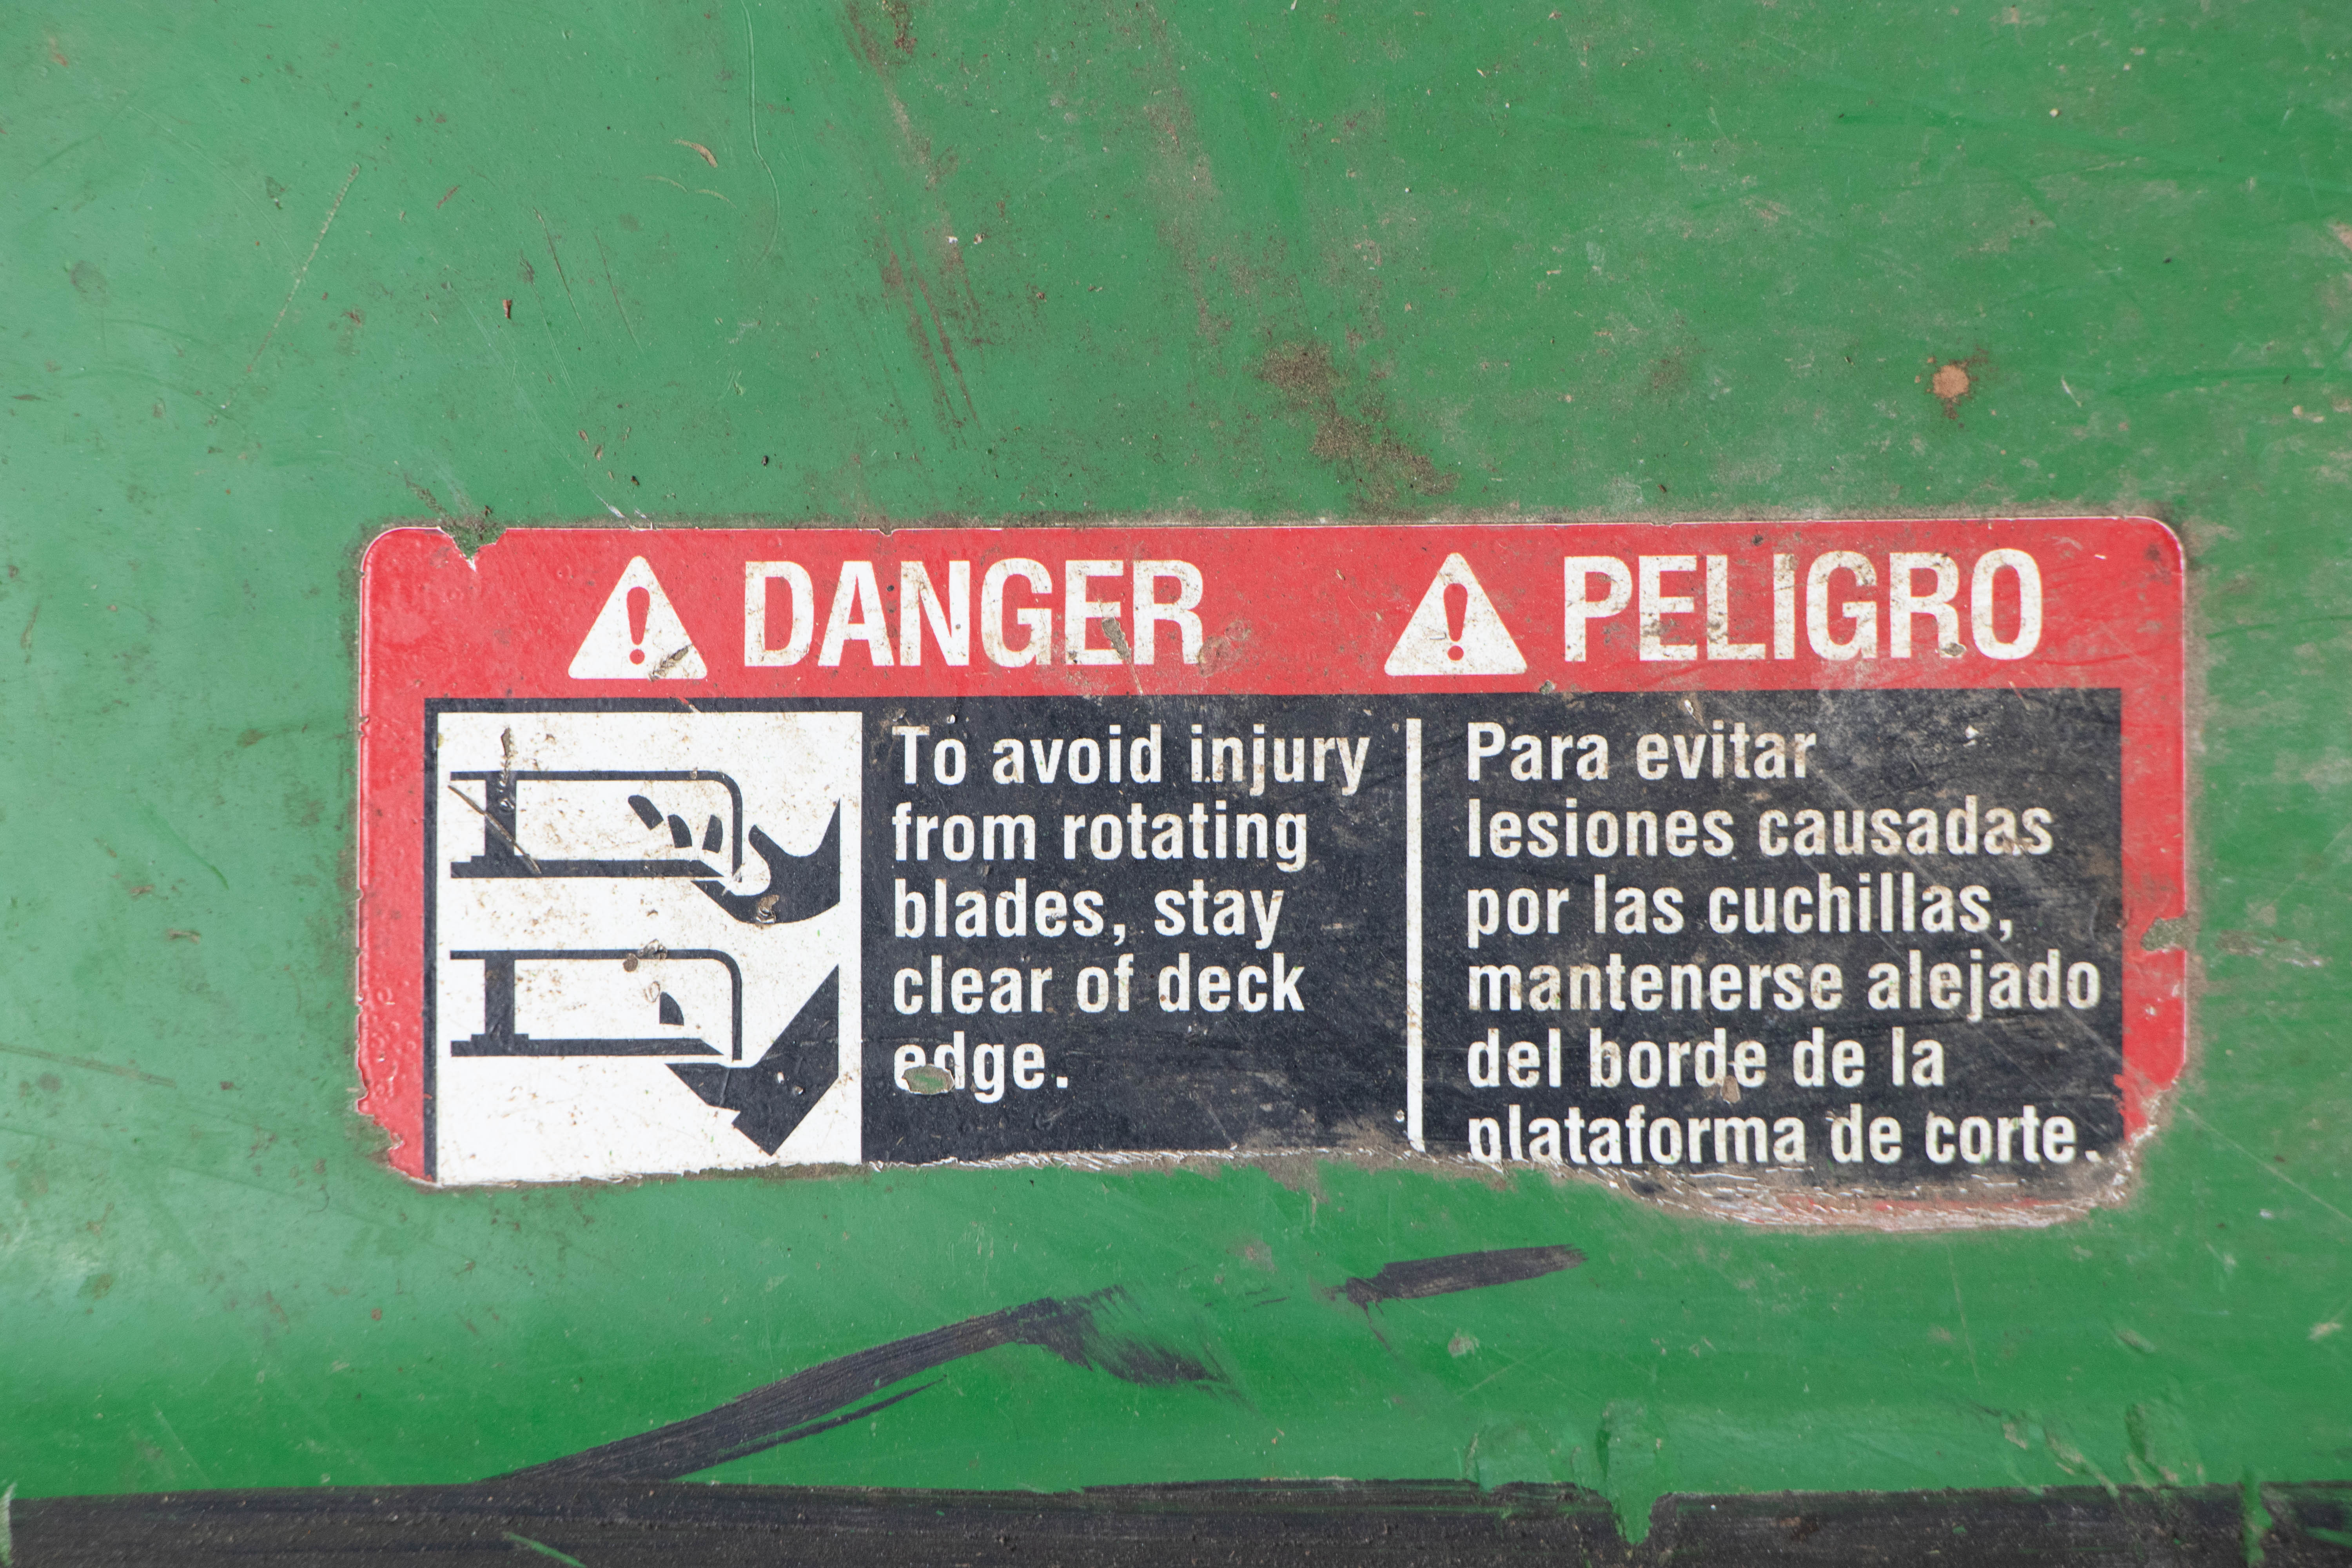 DANGER
To avoid injury
from rotating
blades, stay
clear of deck
edge.
PELIGRO
Para evitar
lesiones causadas
por las cuchillas,
mantenerse alejado
del borde de la
plataforma de corte.